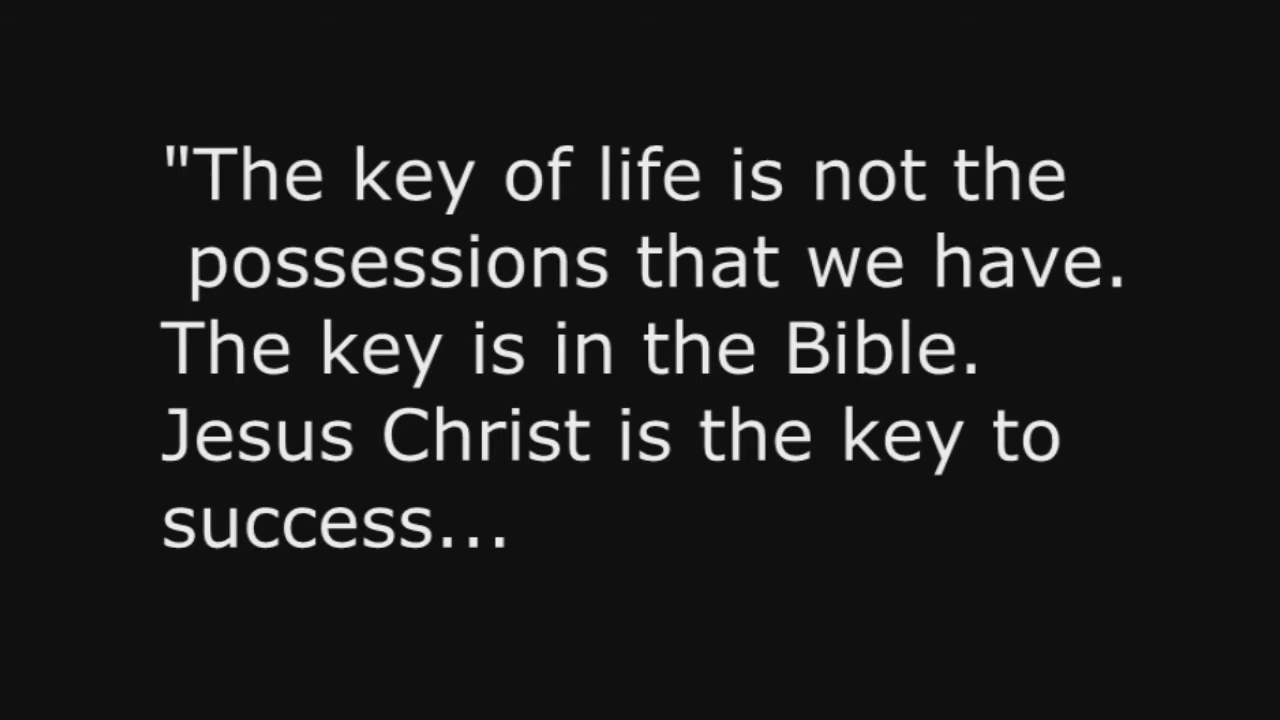 "The key of life is not the
possessions that we have.
The key is in the Bible.
Jesus Christ is the key to
success...